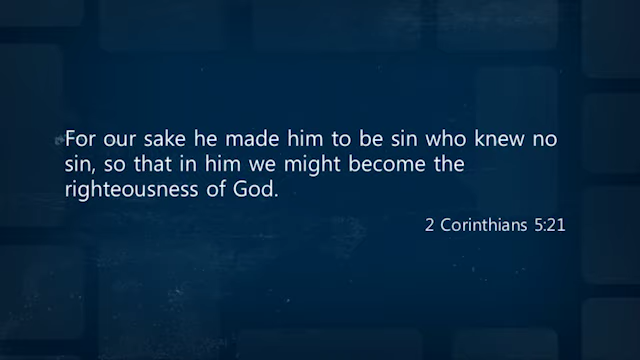 For our sake he made him to be sin who knew no
sin, so that in him we might become the
righteousness of God.
2 Corinthians 5:21